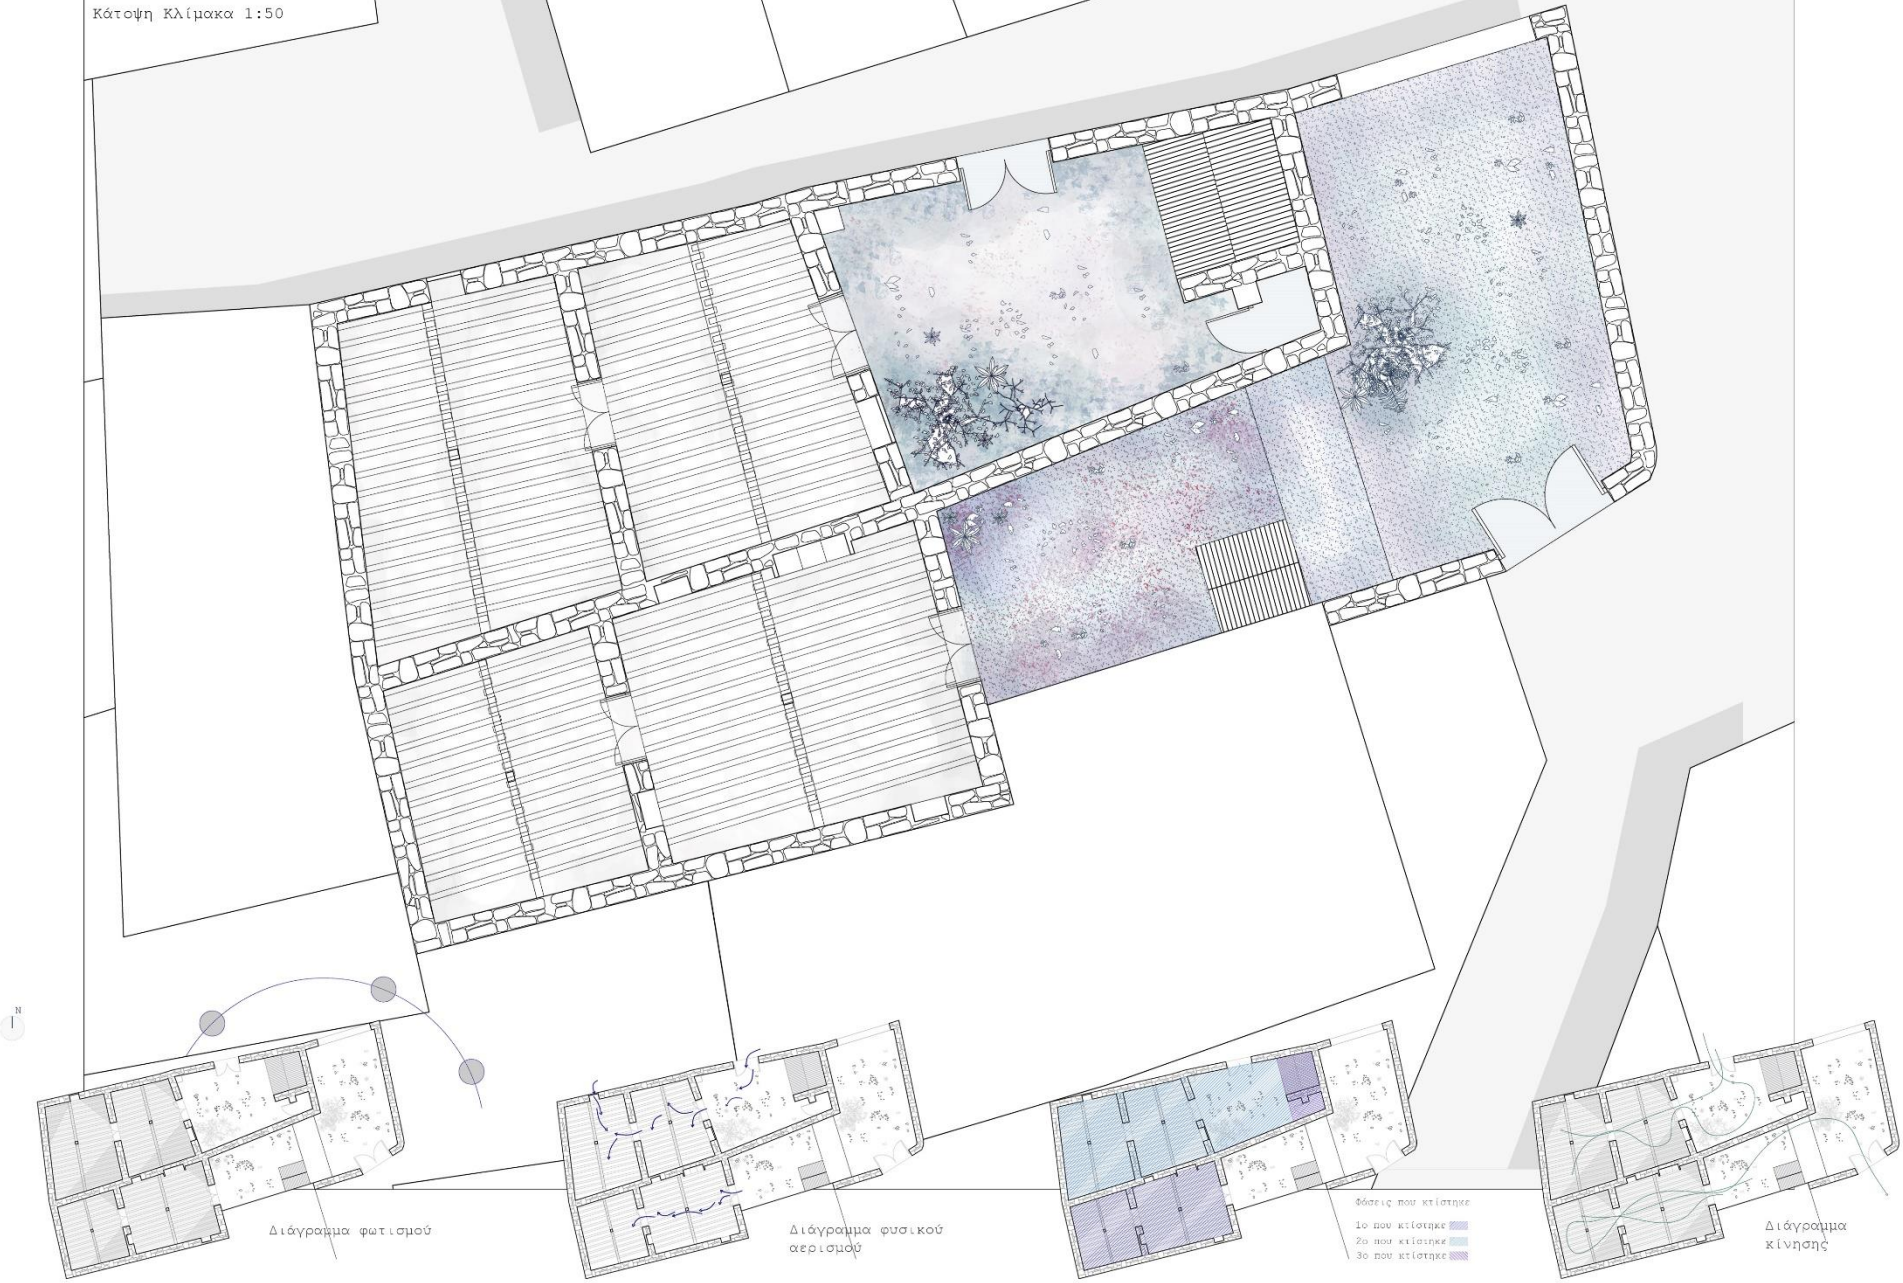 Κάτοψη Κλίμακα 1:50
N
Διάγραμμα φωτισμού
Διάγραμμα φυσικού
αερισμού
Φάσεις που κτίστηκε
1ο που κτίστηκε
2ο που κτίστηκε
3ο που κτίστηκε
Διάγραμμα
κίνησης